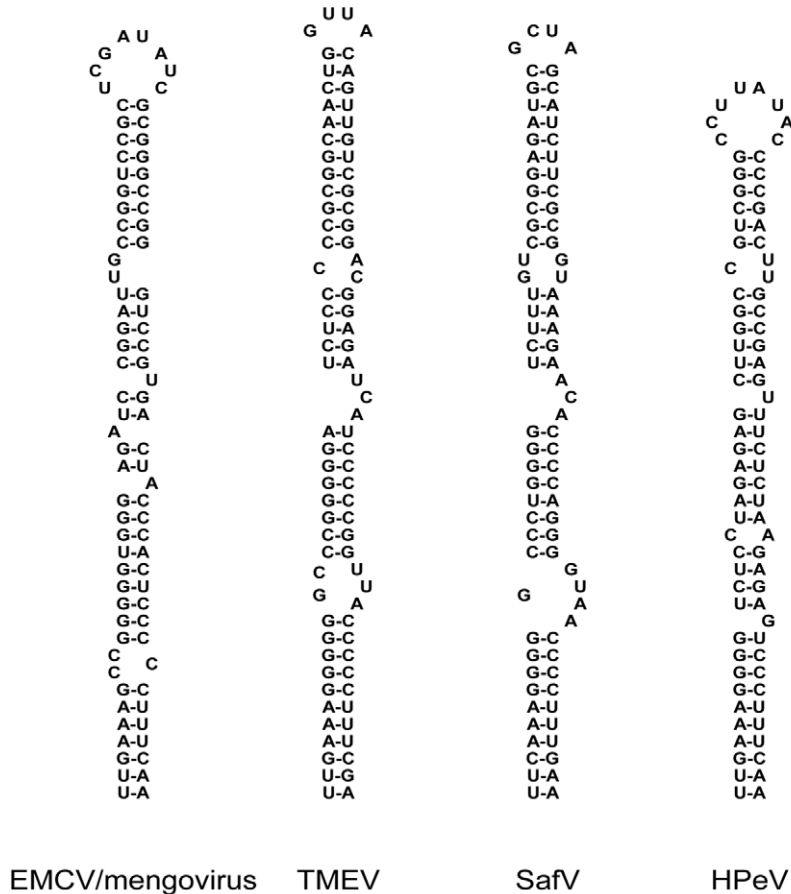 A U
G A
C U
U C
C-G
G-C
C-G
C-G
U-G
G-C
G-C
C-G
C-G
G
U
U-G
A-U
G-C
G-C
C-G
U
C-G
U-A
A
G-C
A-U
A
G-C
G-C
G-C
U-A
G-C
G-U
G-C
G-C
G-C
C C
C
G-C
A-U
A-U
A-U
G-C
U-A
U-A
EMCV/mengovirus
U U
G A
G-C
U-A
C-G
A-U
A-U
C-G
G-U
G-C
C-G
G-C
C-G
C-G
A
C C
C-G
C-G
U-A
C-G
U-A
U
C
A
A-U
G-C
G-C
G-C
G-C
G-C
C-G
C-G
C U
U
G A
G-C
G-C
G-C
G-C
G-C
A-U
A-U
A-U
G-C
U-G
U-A
TMEV
C U
G A
C-G
G-C
U-A
A-U
G-C
A-U
G-U
G-C
C-G
G-C
C-G
U G
G U
U-A
U-A
U-A
C-G
U-A
A
C
A
G-C
G-C
G-C
G-C
U-A
C-G
C-G
C-G
G
U
G A
A
G-C
G-C
G-C
G-C
A-U
A-U
A-U
C-G
U-A
U-A
SafV
U A
U U
C A
C C
G-C
G-C
G-C
C-G
U-A
G-C
U
C U
C-G
G-C
G-C
U-G
U-A
C-G
U
G-U
A-U
G-C
A-U
G-C
A-U
U-A
C A
C-G
U-A
C-G
U-A
G
G-U
G-C
G-C
G-C
A-U
A-U
A-U
G-C
U-A
U-A
HPeV